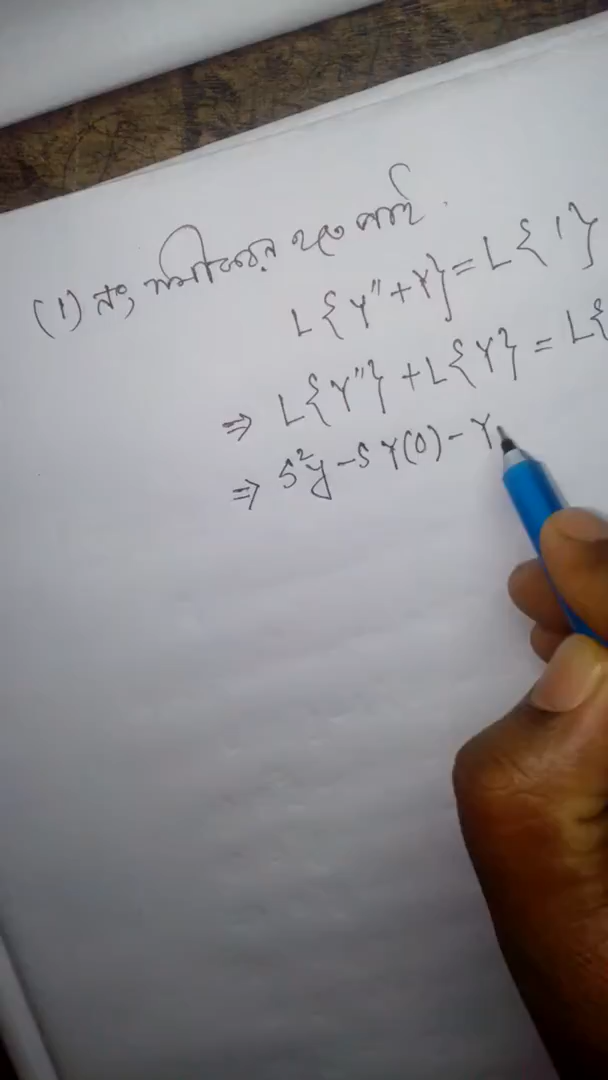 (1) নং সমীকরণ হতে পাই.
L{Y''+Y}=L{1}
⇒ L{Y''} +L{Y} = L{
⇒ S²y -S Y(0) - Y